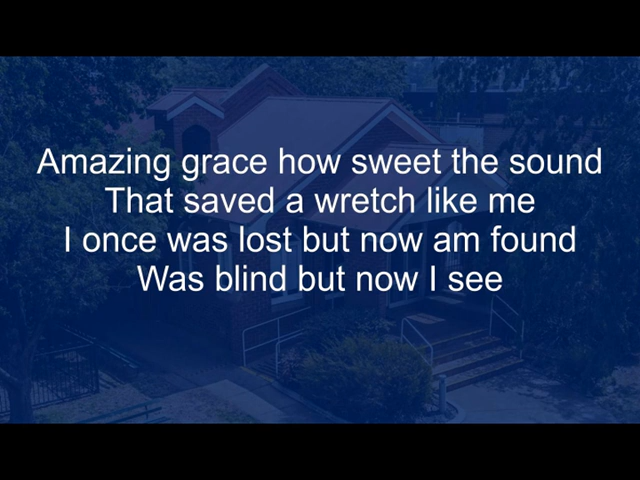 Amazing grace how sweet the sound
That saved a wretch like me
I once was lost but now am found
Was blind but now I see